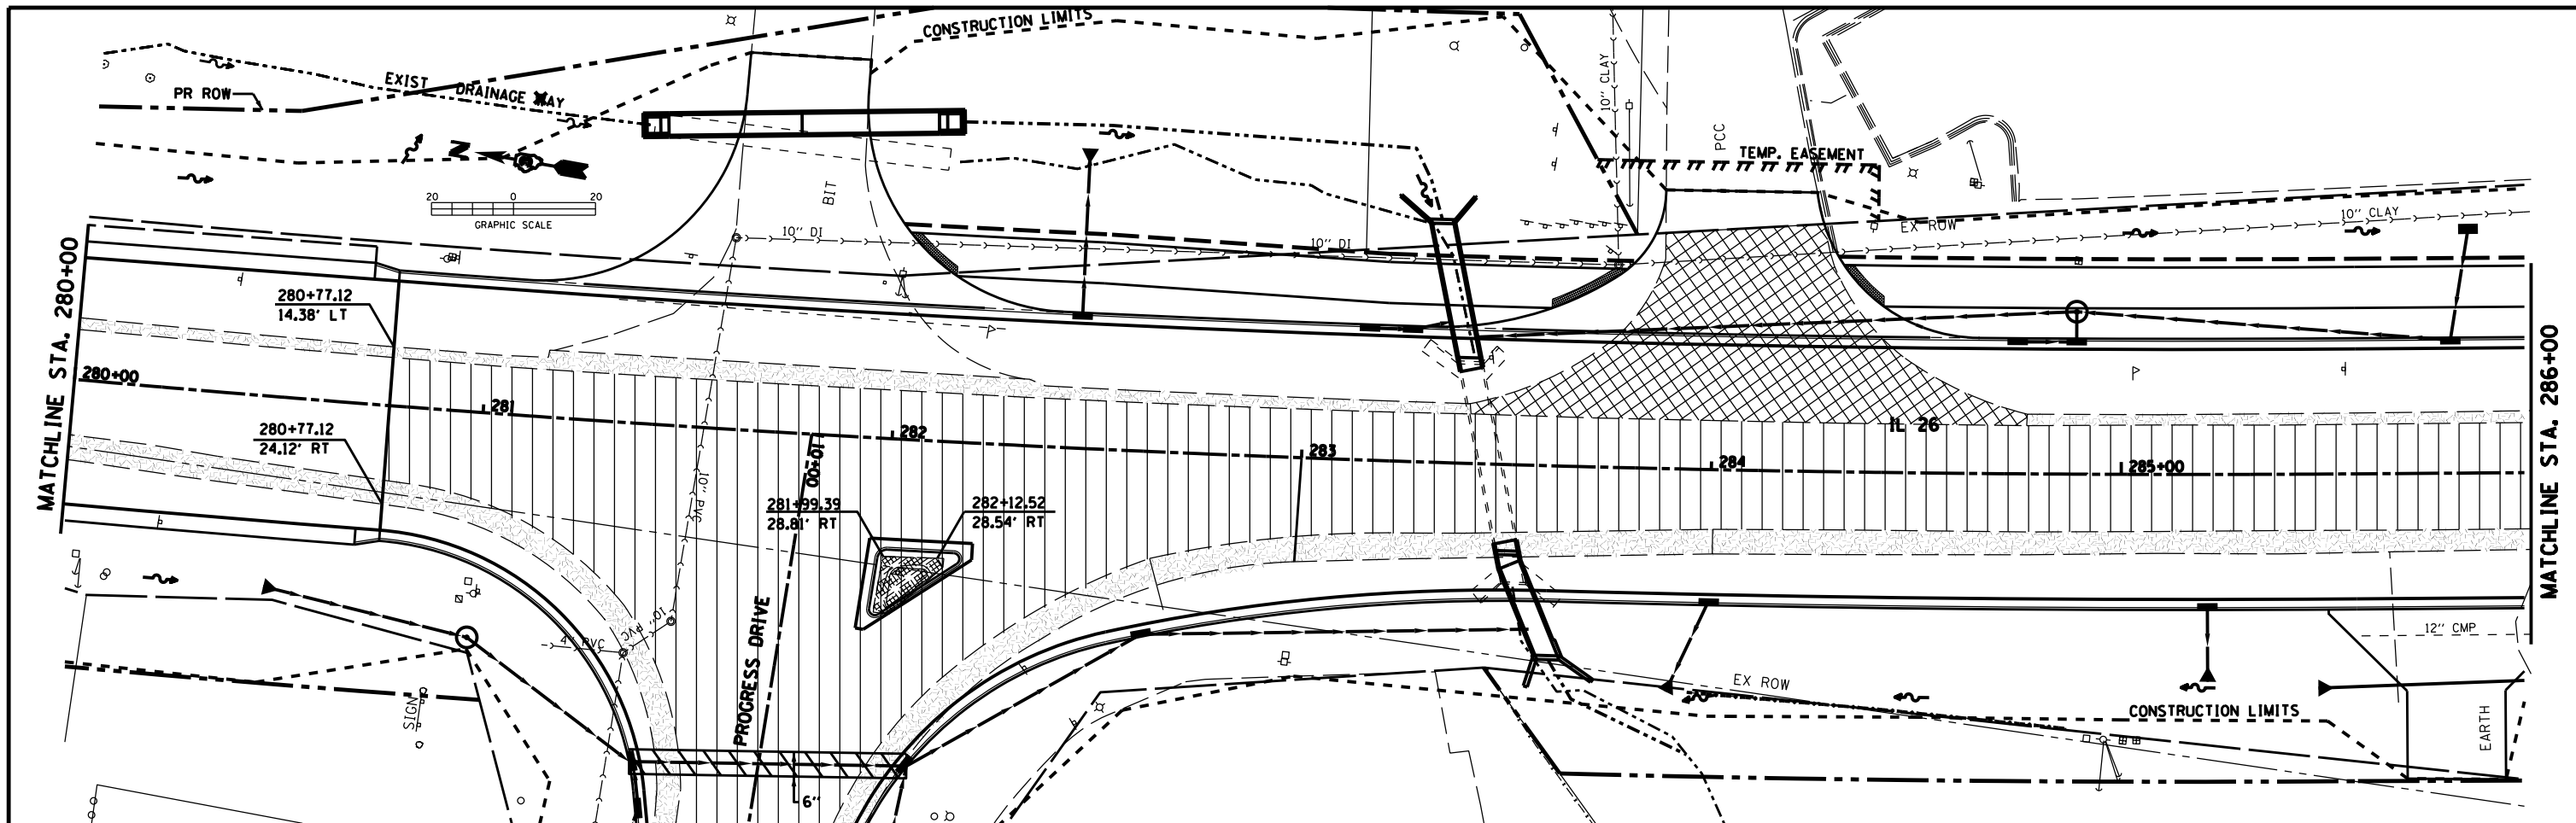 CONSTRUCTION LIMITS
EXIST DRAINAGE WAY
PR ROW
N
20 0 20
GRAPHIC SCALE
BIT
10" DI
10" DI
10" CLAY
PCC
TEMP. EASEMENT
EX ROW
10" CLAY
MATCHLINE STA. 280+00
280+77.12
14.38' LT
280+00
281
282
283
284
285+00
IL 26
MATCHLINE STA. 286+00
280+77.12
24.12' RT
10+00
10" PVC
281+99.39
28.81' RT
282+12.52
28.54' RT
PROGRESS DRIVE
10" PVC
4" PVC
SIGN
6"
EX ROW
12" CMP
CONSTRUCTION LIMITS
EARTH